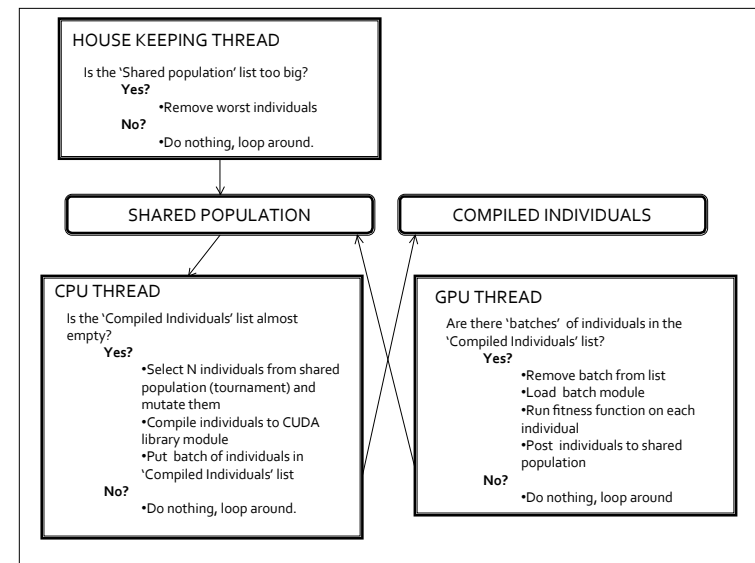 HOUSE KEEPING THREAD
Is the ‘Shared population’ list too big?
Yes?
•Remove worst individuals
No?
•Do nothing, loop around.
SHARED POPULATION
COMPILED INDIVIDUALS
CPU THREAD
Is the ‘Compiled Individuals’ list almost
empty?
Yes?
•Select N individuals from shared
population (tournament) and
mutate them
•Compile individuals to CUDA
library module
•Put batch of individuals in
‘Compiled Individuals’ list
No?
•Do nothing, loop around.
GPU THREAD
Are there ‘batches’ of individuals in the
‘Compiled Individuals’ list?
Yes?
•Remove batch from list
•Load batch module
•Run fitness function on each
individual
•Post individuals to shared
population
No?
•Do nothing, loop around